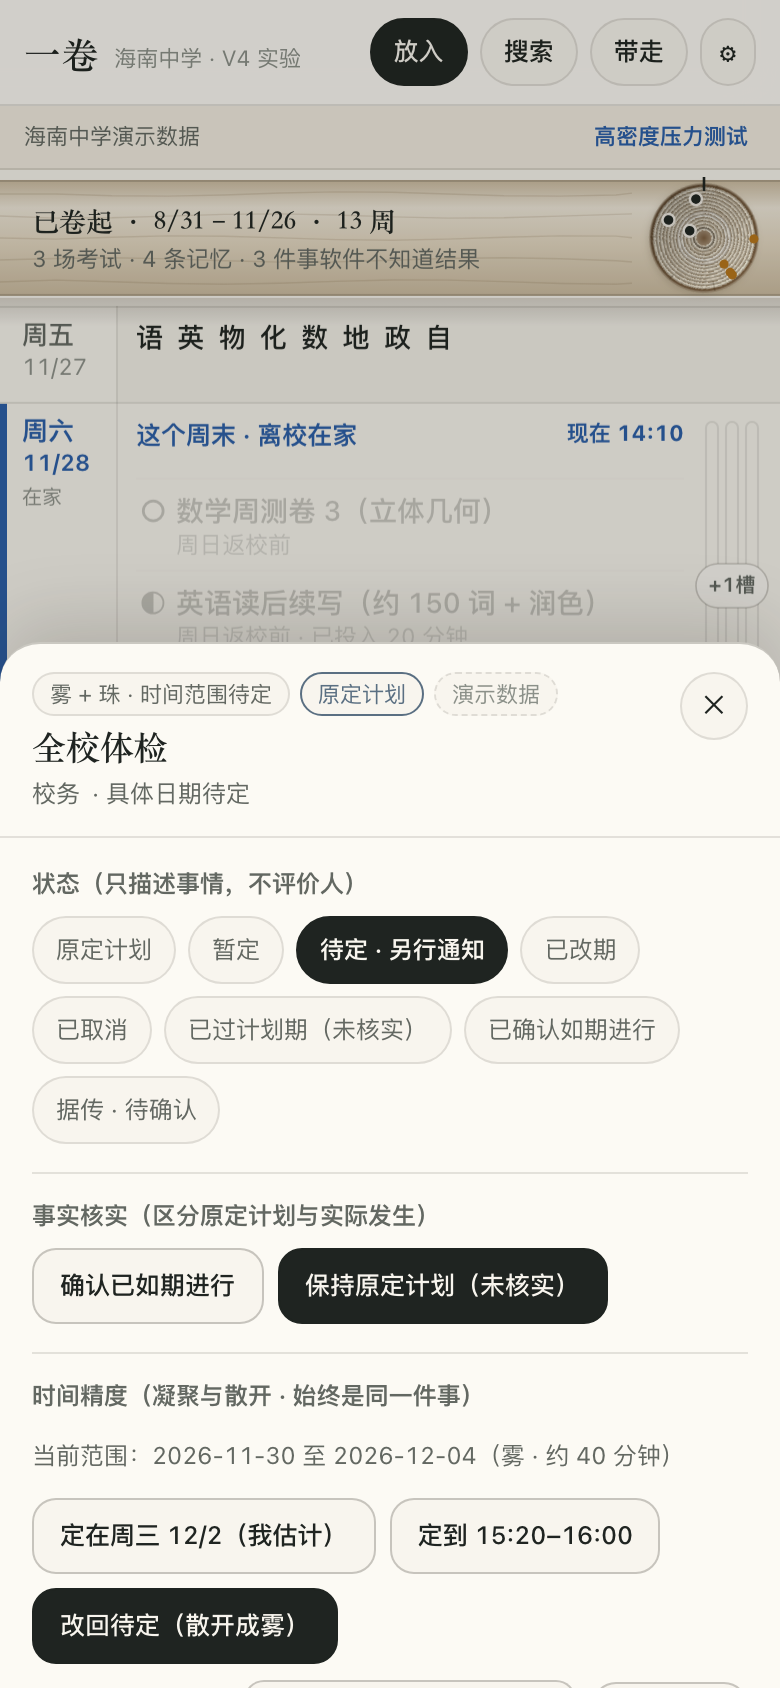 一卷 海南中学 · V4 实验 放入 搜索 带走
海南中学演示数据 高密度压力测试
已卷起 · 8/31 – 11/26 · 13 周
3 场考试 · 4 条记忆 · 3 件事软件不知道结果
周五 语 英 物 化 数 地 政 自
11/27
周六 这个周末 · 离校在家 现在 14:10
11/28
在家
数学周测卷 3（立体几何）
周日返校前
+1槽
英语读后续写（约 150 词 + 润色）
周日返校前 · 已投入 20 分钟
雾 + 珠 · 时间范围待定 原定计划 演示数据
全校体检
校务 · 具体日期待定
状态（只描述事情，不评价人）
原定计划 暂定 待定 · 另行通知 已改期
已取消 已过计划期（未核实） 已确认如期进行
据传 · 待确认
事实核实（区分原定计划与实际发生）
确认已如期进行 保持原定计划（未核实）
时间精度（凝聚与散开 · 始终是同一件事）
当前范围：2026-11-30 至 2026-12-04（雾 · 约 40 分钟）
定在周三 12/2（我估计） 定到 15:20–16:00
改回待定（散开成雾）